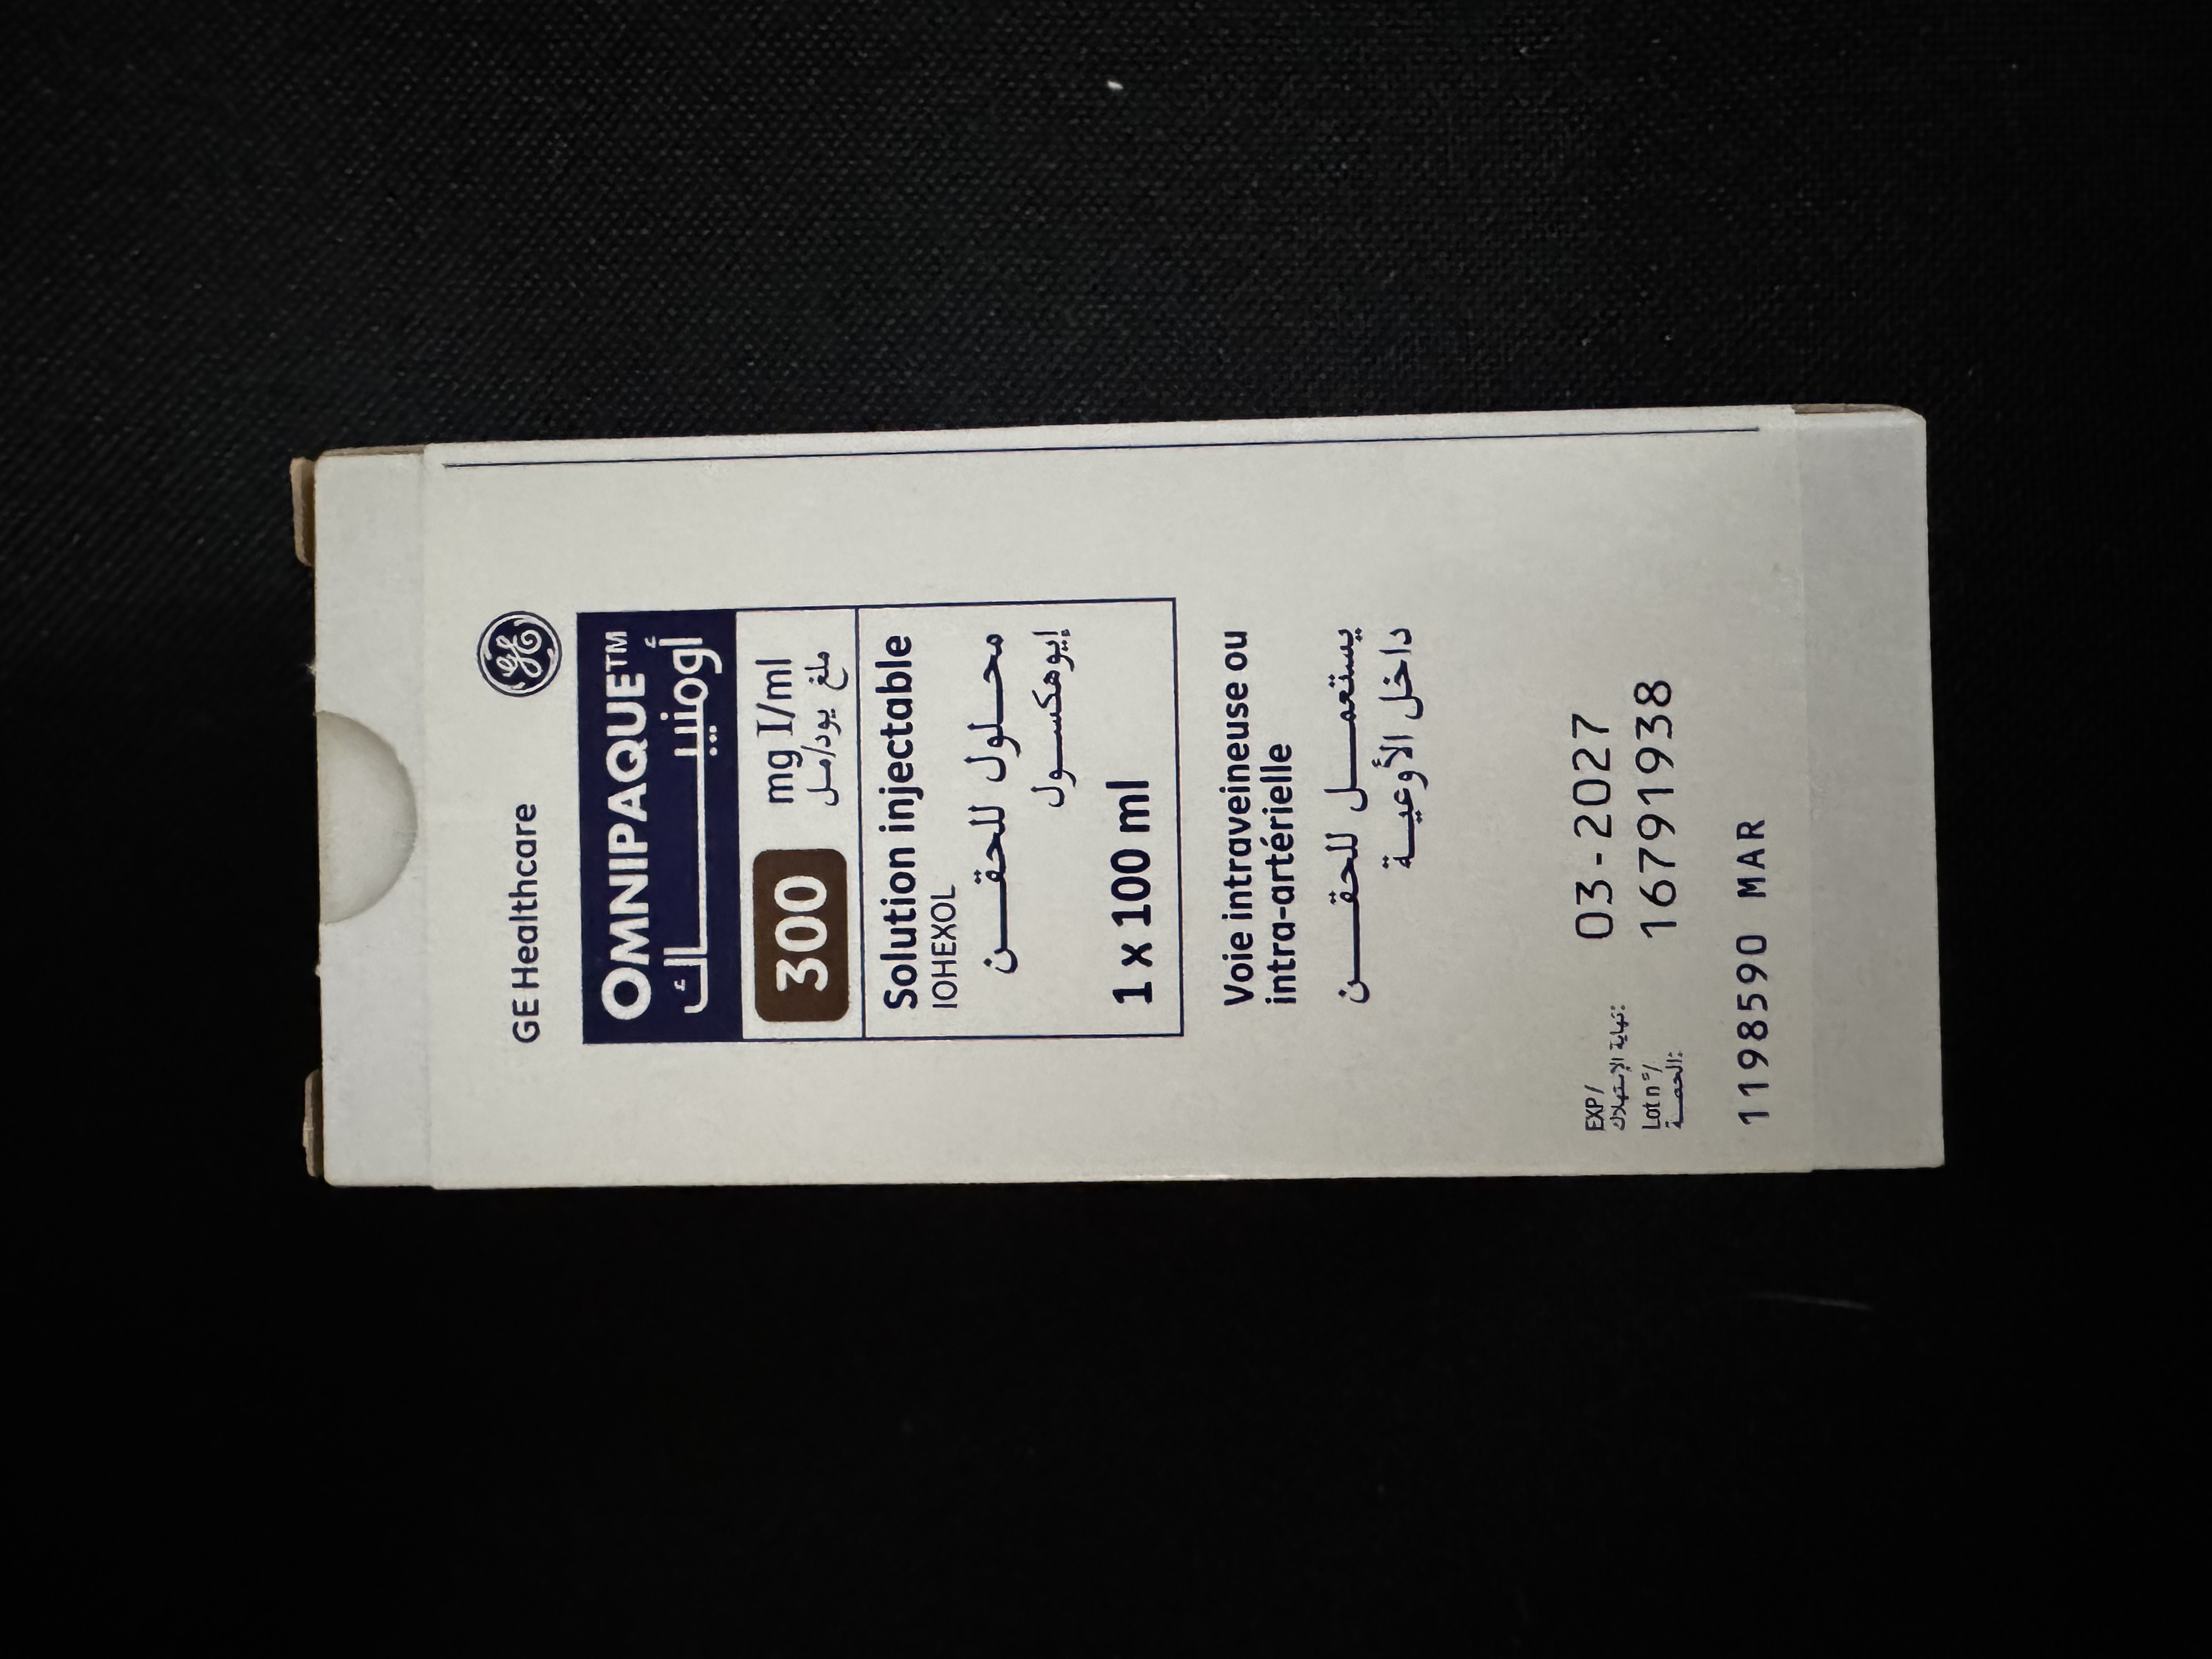 GE Healthcare
GE
OMNIPAQUE™
أومنيباك
300 mg I/ml
ملغ يود/مل
Solution injectable
IOHEXOL
محلول للحقن
إيوهكسول
1 x 100 ml
Voie intraveineuse ou
intra-artérielle
يستعمل للحقن
داخل الأوعية
EXP/ 03-2027
نهاية الإستهلاك:
Lot n°/ 16791938
الحصة:
1198590 MAR